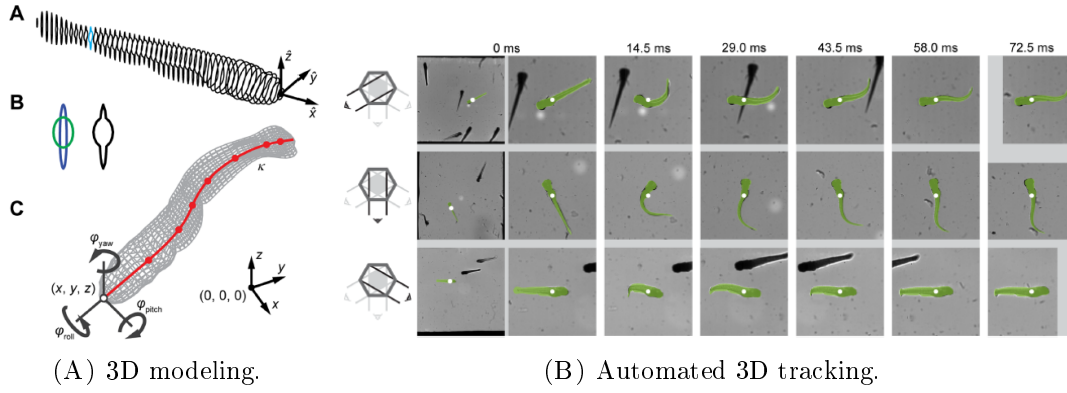 A
ẑ
ŷ
x̂
B
κ
C
φyaw
(x, y, z)
φpitch
φroll
z
y
(0, 0, 0)
x
0 ms 14.5 ms 29.0 ms 43.5 ms 58.0 ms 72.5 ms
(A) 3D modeling.
(B) Automated 3D tracking.